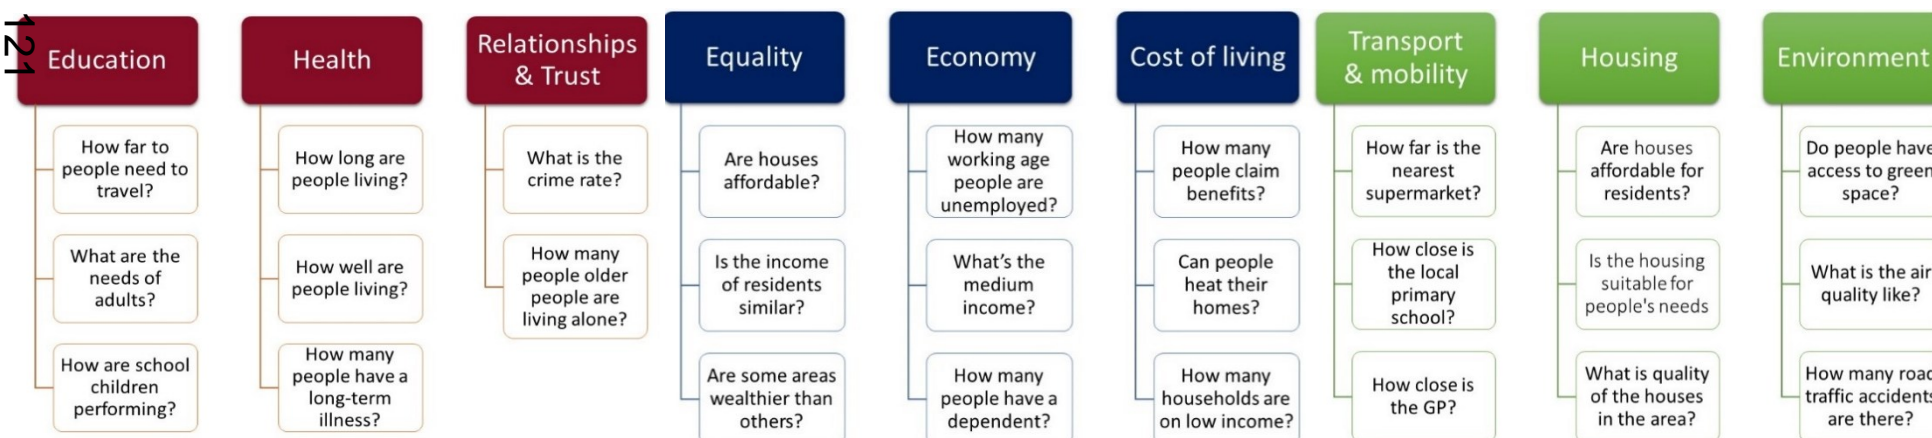 121
Education
How far to
people need to
travel?
What are the
needs of
adults?
How are school
children
performing?
Health
How long are
people living?
How well are
people living?
How many
people have a
long-term
illness?
Relationships
& Trust
What is the
crime rate?
How many
people older
people are
living alone?
Equality
Are houses
affordable?
Is the income
of residents
similar?
Are some areas
wealthier than
others?
Economy
How many
working age
people are
unemployed?
What's the
medium
income?
How many
people have a
dependent?
Cost of living
How many
people claim
benefits?
Can people
heat their
homes?
How many
households are
on low income?
Transport
& mobility
How far is the
nearest
supermarket?
How close is
the local
primary
school?
How close is
the GP?
Housing
Are houses
affordable for
residents?
Is the housing
suitable for
people's needs
What is quality
of the houses
in the area?
Environment
Do people have
access to green
space?
What is the air
quality like?
How many road
traffic accidents
are there?